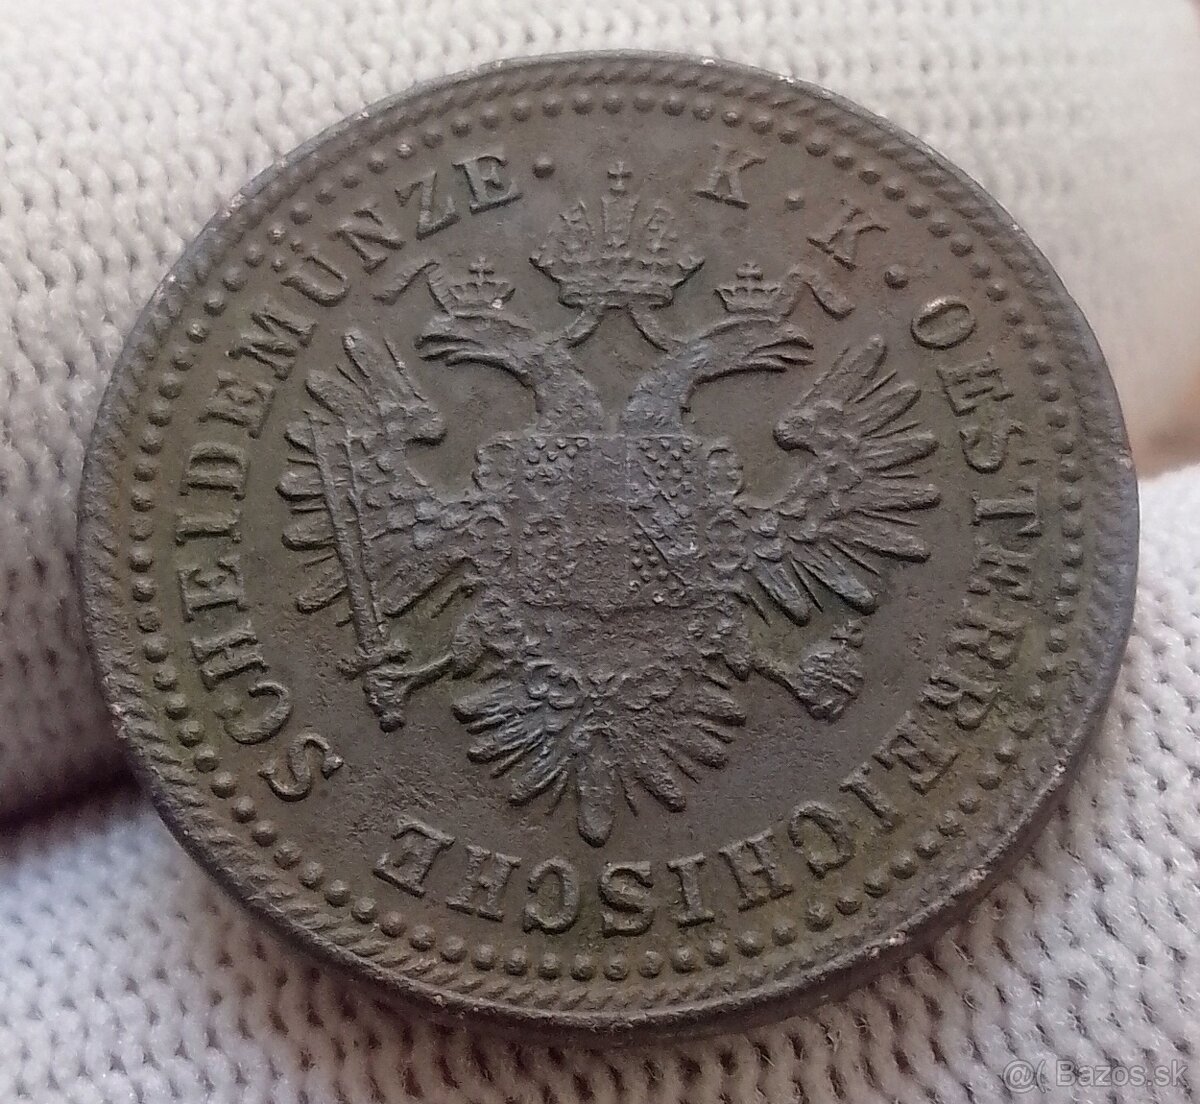 K · K · OESTERREICHISCHE SCHEIDEMÜNZE ·
@( Bazos.sk